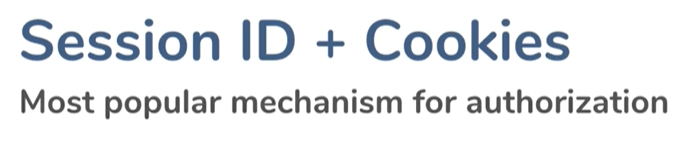 Session ID + Cookies
Most popular mechanism for authorization